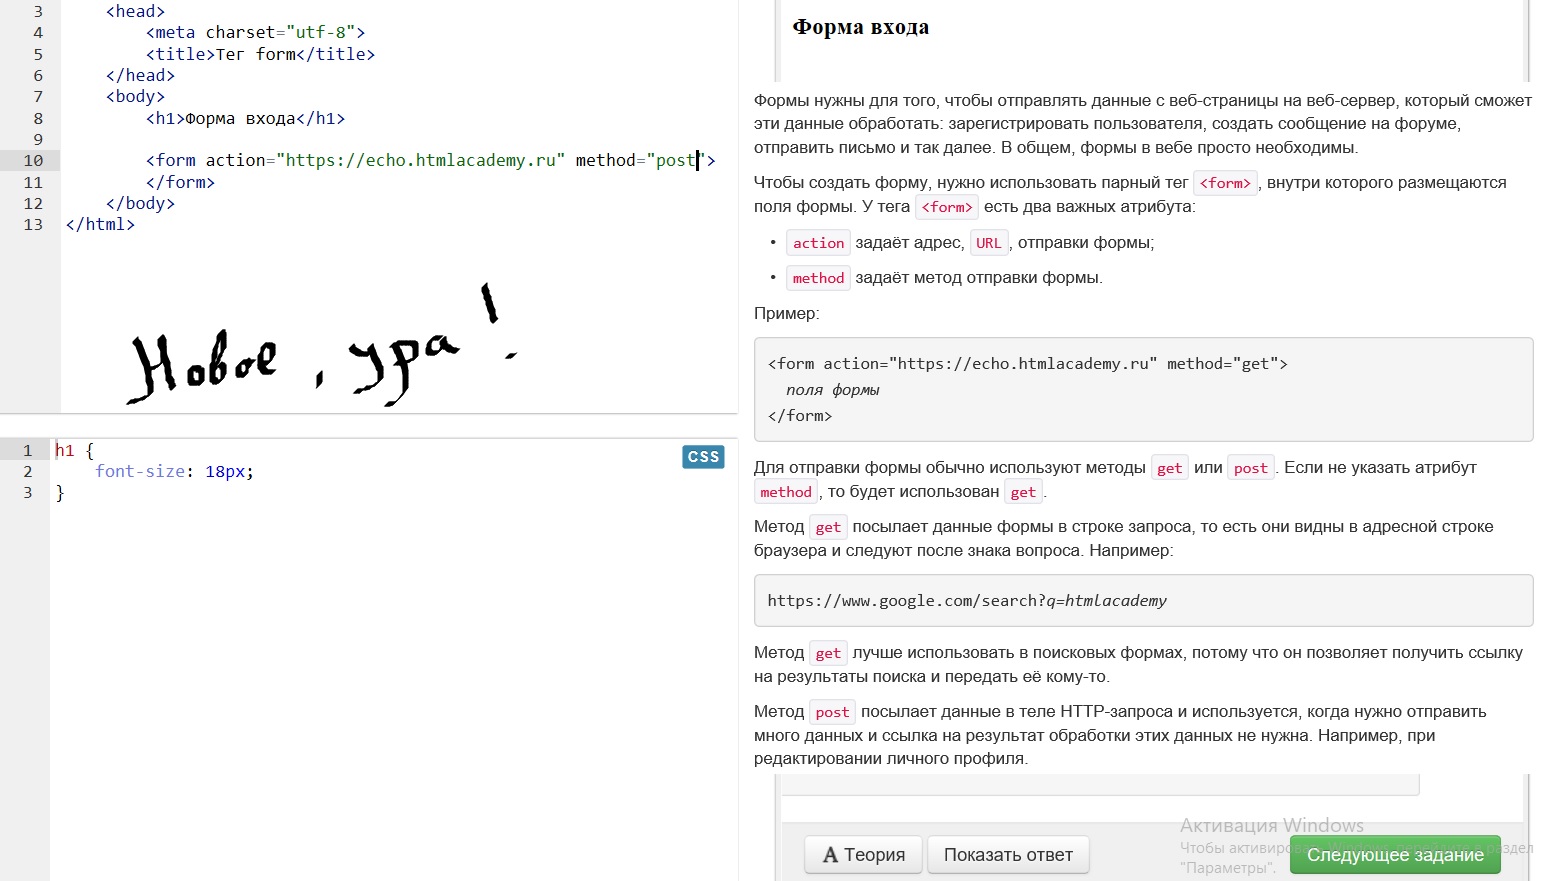 3 <head>
4 <meta charset="utf-8">
5 <title>Тег form</title>
6 </head>
7 <body>
8 <h1>Форма входа</h1>
9
10 <form action="https://echo.htmlacademy.ru" method="post">
11 </form>
12 </body>
13 </html>
Новое, ура!
CSS
1 h1 {
2 font-size: 18px;
3 }
Форма входа
Формы нужны для того, чтобы отправлять данные с веб-страницы на веб-сервер, который сможет
эти данные обработать: зарегистрировать пользователя, создать сообщение на форуме,
отправить письмо и так далее. В общем, формы в вебе просто необходимы.
Чтобы создать форму, нужно использовать парный тег <form>, внутри которого размещаются
поля формы. У тега <form> есть два важных атрибута:
• action задаёт адрес, URL, отправки формы;
• method задаёт метод отправки формы.
Пример:
<form action="https://echo.htmlacademy.ru" method="get">
поля формы
</form>
Для отправки формы обычно используют методы get или post. Если не указать атрибут
method, то будет использован get.
Метод get посылает данные формы в строке запроса, то есть они видны в адресной строке
браузера и следуют после знака вопроса. Например:
https://www.google.com/search?q=htmlacademy
Метод get лучше использовать в поисковых формах, потому что он позволяет получить ссылку
на результаты поиска и передать её кому-то.
Метод post посылает данные в теле HTTP-запроса и используется, когда нужно отправить
много данных и ссылка на результат обработки этих данных не нужна. Например, при
редактировании личного профиля.
Активация Windows
Чтобы активировать Windows, перейдите в раздел
"Параметры".
Теория
Показать ответ
Следующее задание